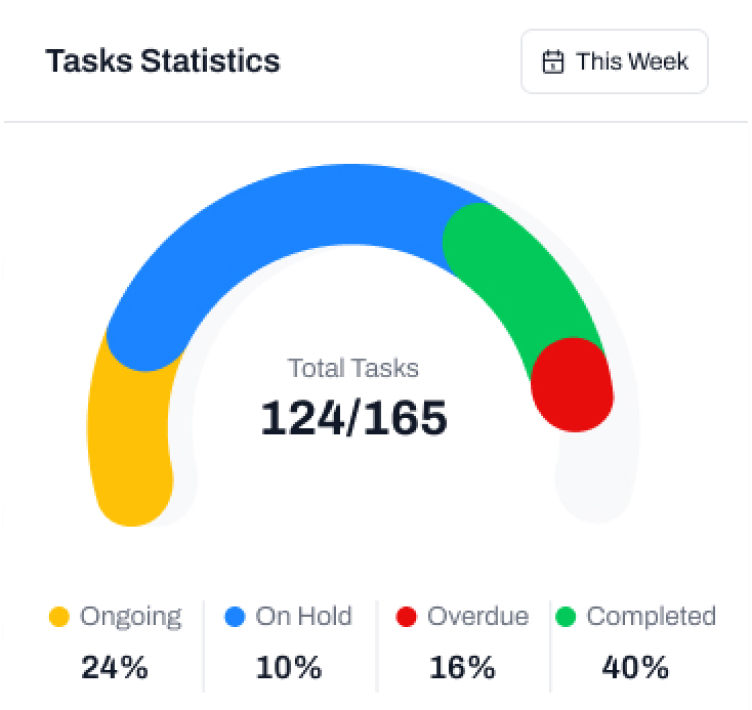 Tasks Statistics
This Week
Total Tasks
124/165
Ongoing
On Hold
Overdue
Completed
24%
10%
16%
40%